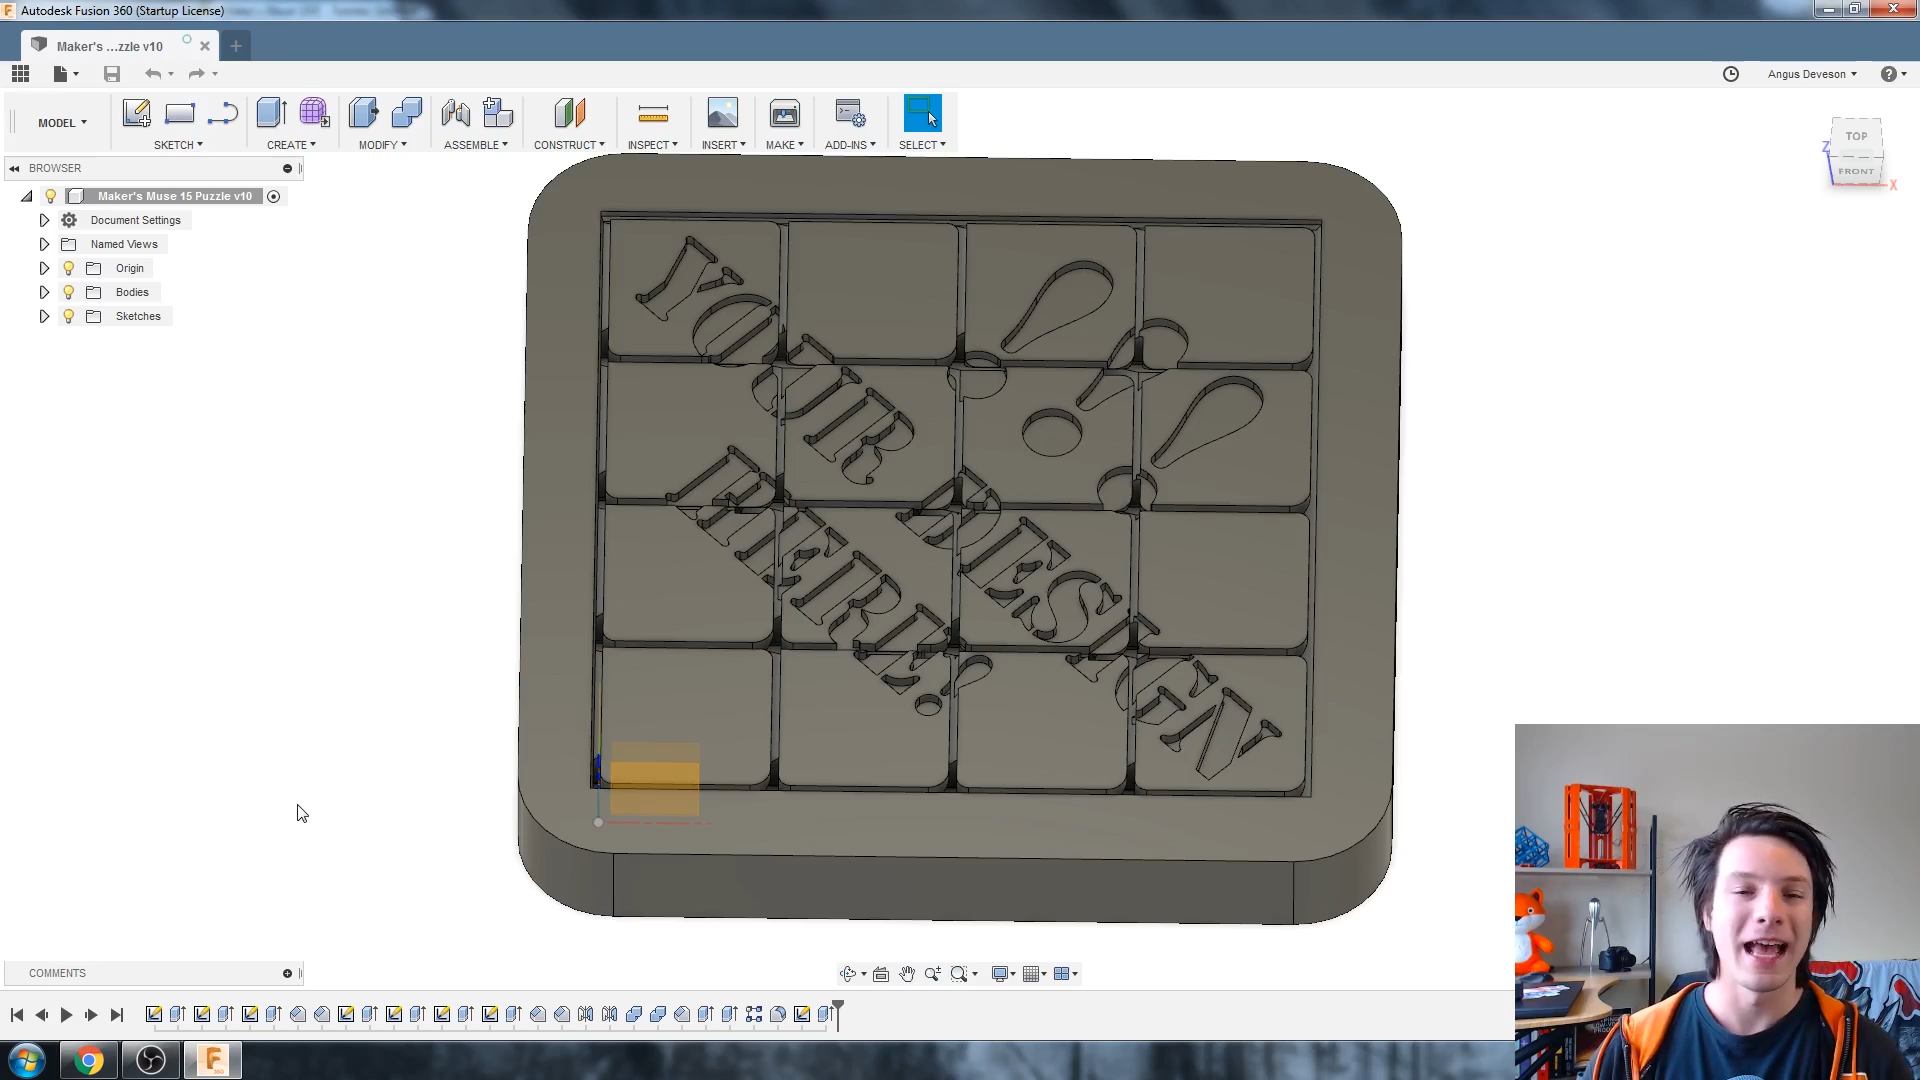 Autodesk Fusion 360 (Startup License)
Maker's ...zzle v10
Angus Deveson
MODEL
SKETCH
CREATE
MODIFY
ASSEMBLE
CONSTRUCT
INSPECT
INSERT
MAKE
ADD-INS
SELECT
TOP
FRONT
Z
X
BROWSER
Maker's Muse 15 Puzzle v10
Document Settings
Named Views
Origin
Bodies
Sketches
YOUR DESIGN
HERE!
!
COMMENTS